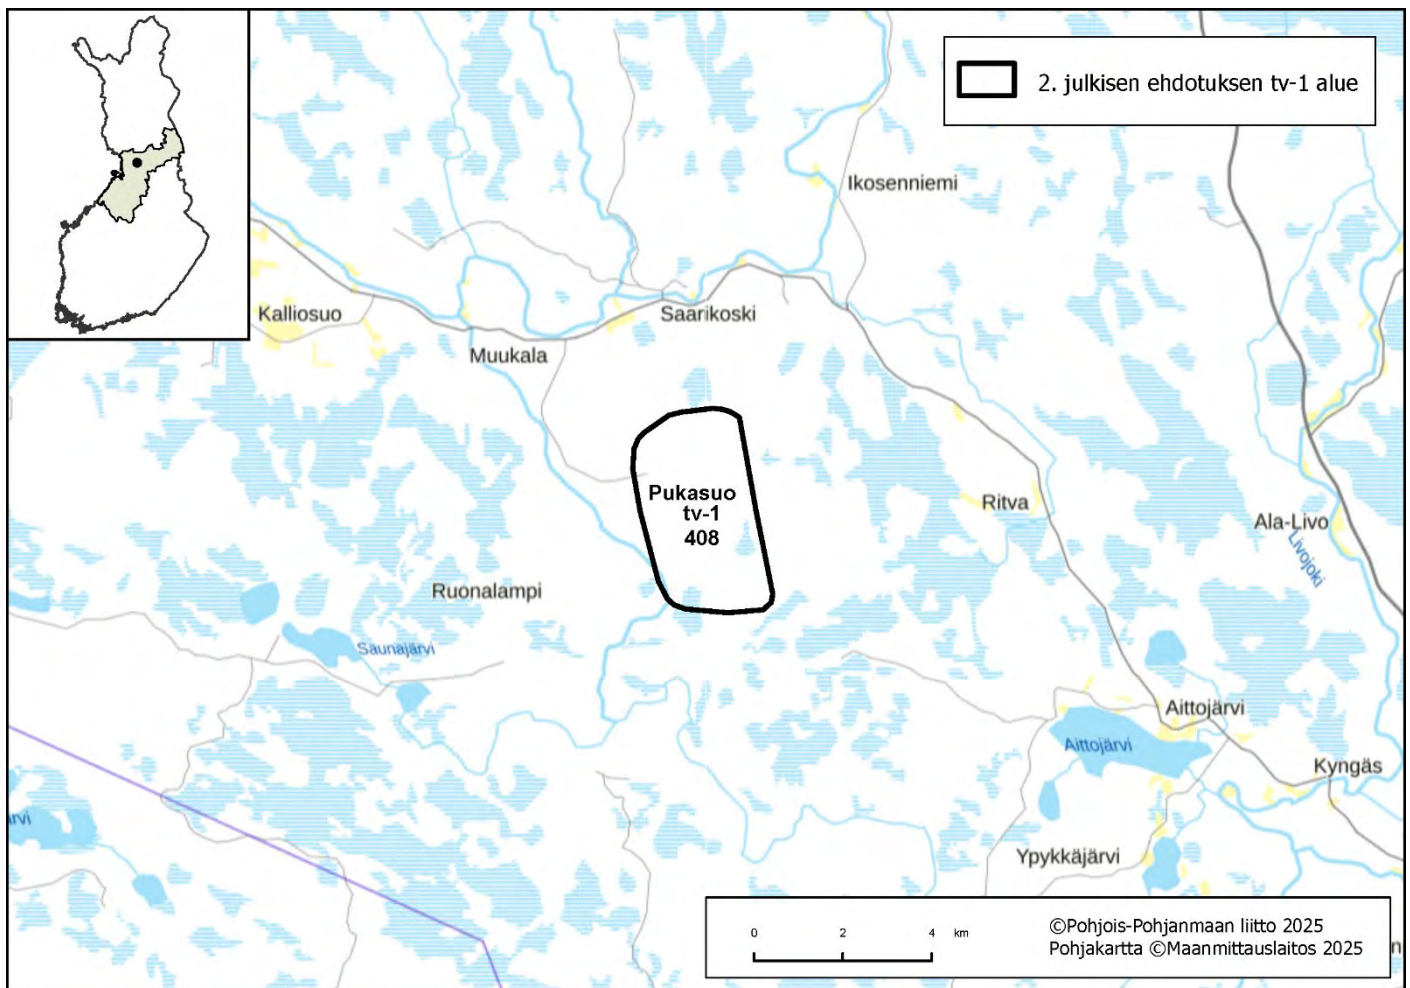 2. julkisen ehdotuksen tv-1 alue
Ikosenniemi
Kalliosuo
Saarikoski
Muukala
Pukasuo
tv-1
408
Ritva
Ala-Livo
Livojoki
Ruonalampi
Saunajärvi
Aittojärvi
Aittojärvi
Kyngäs
Ypykkäjärvi
0 2 4 km
©Pohjois-Pohjanmaan liitto 2025
Pohjakartta ©Maanmittauslaitos 2025